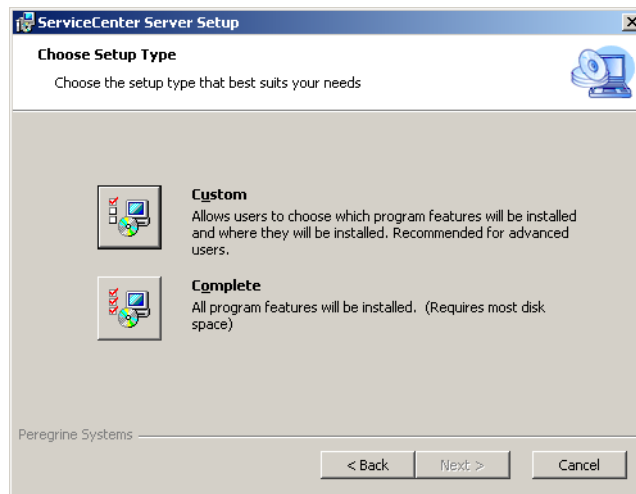 ServiceCenter Server Setup
Choose Setup Type
Choose the setup type that best suits your needs
Custom
Allows users to choose which program features will be installed
and where they will be installed. Recommended for advanced
users.
Complete
All program features will be installed. (Requires most disk
space)
Peregrine Systems
< Back Next > Cancel